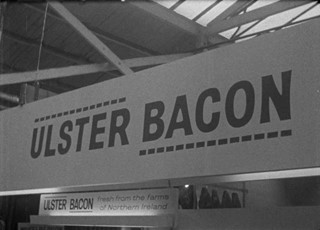 ULSTER BACON
ULSTER BACON fresh from the farms
of Northern Ireland